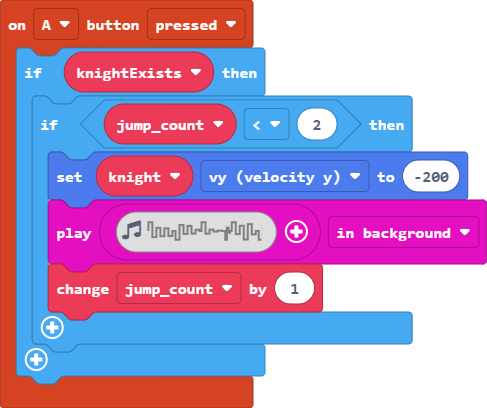 on A button pressed
if knightExists then
if jump_count < 2 then
set knight vy (velocity y) to -200
play in background
change jump_count by 1